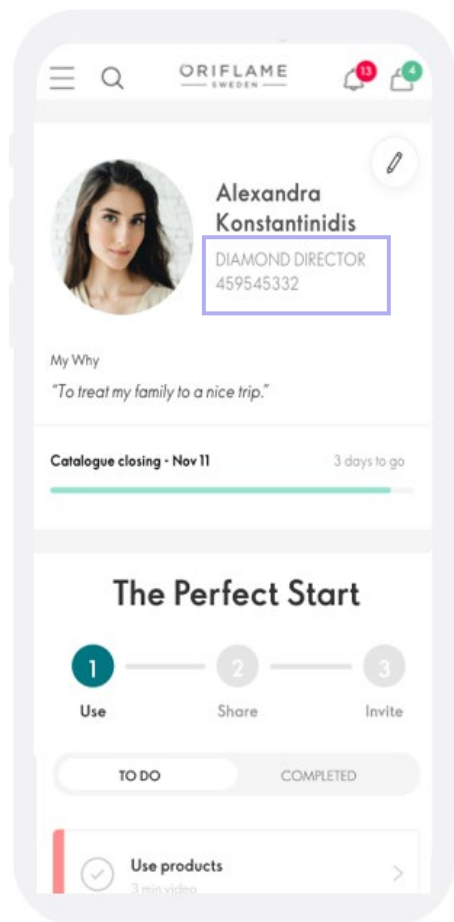 13
4
ORIFLAME
SWEDEN
Alexandra
Konstantinidis
DIAMOND DIRECTOR
459545332
My Why
“To treat my family to a nice trip.”
Catalogue closing - Nov 11
3 days to go
The Perfect Start
1
2
3
Use
Share
Invite
TO DO
COMPLETED
Use products
3 min video